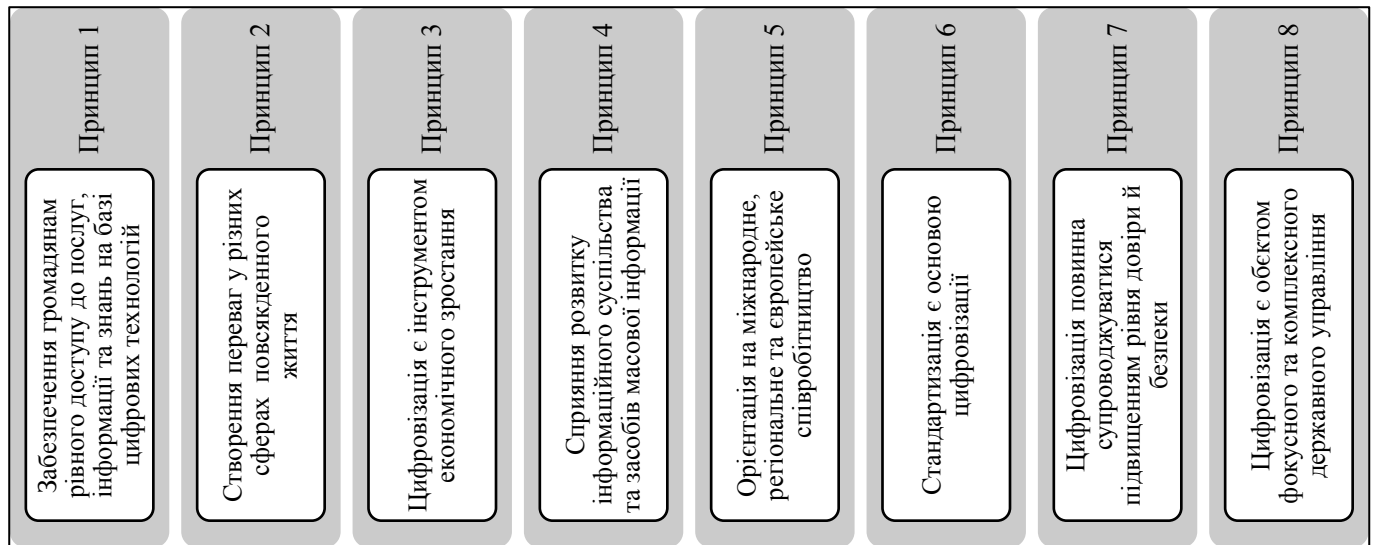 Принцип 1
Забезпечення громадянам
рівного доступу до послуг,
інформації та знань на базі
цифрових технологій
Принцип 2
Створення переваг у різних
сферах повсякденного
життя
Принцип 3
Цифровізація є інструментом
економічного зростання
Принцип 4
Сприяння розвитку
інформаційного суспільства
та засобів масової інформації
Принцип 5
Орієнтація на міжнародне,
регіональне та європейське
співробітництво
Принцип 6
Стандартизація є основою
цифровізації
Принцип 7
Цифровізація повинна
супроводжуватися
підвищенням рівня довіри й
безпеки
Принцип 8
Цифровізація є обєктом
фокусного та комплексного
державного управління